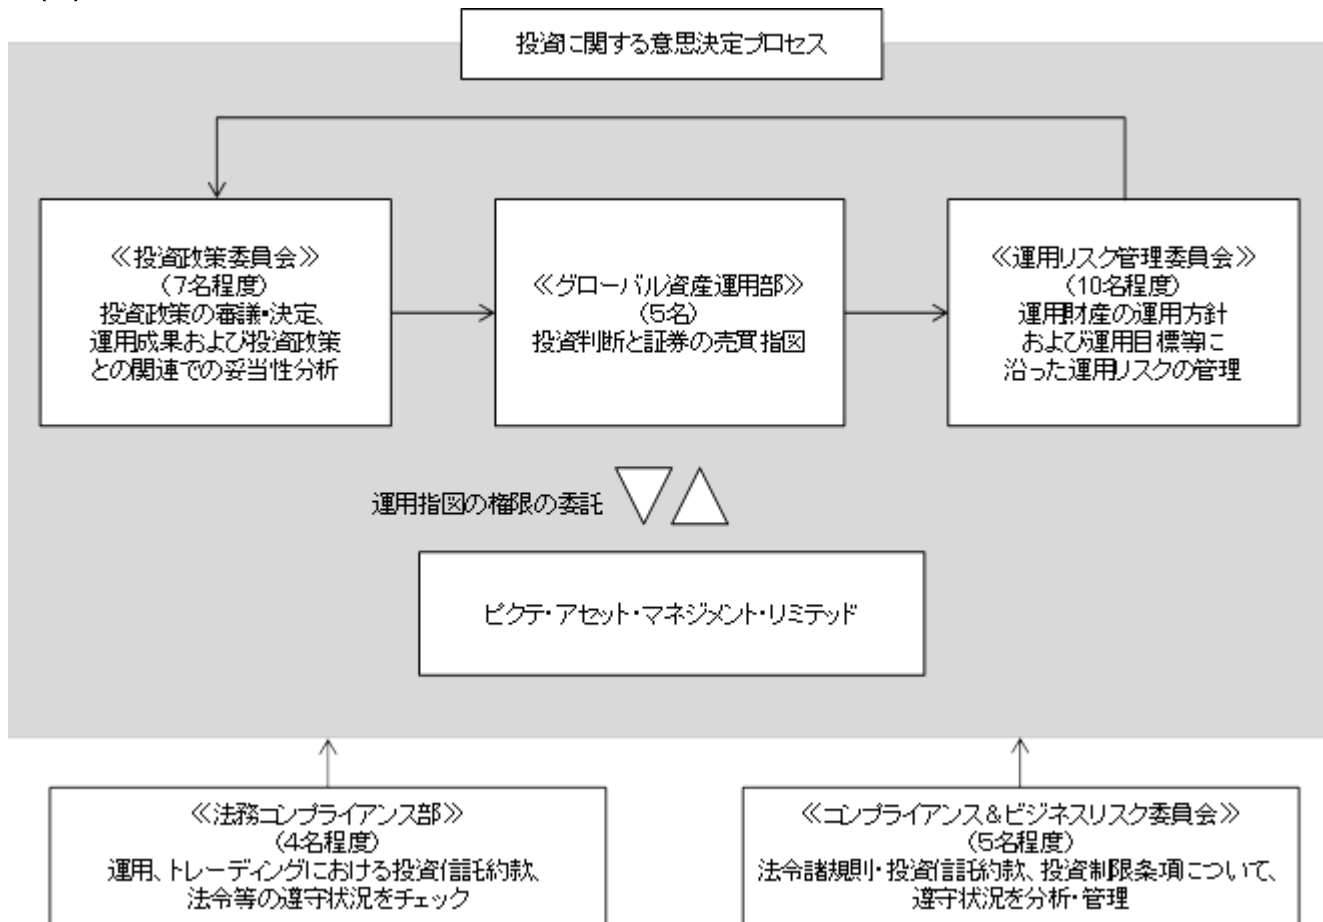 投資に関する意思決定プロセス
≪投資政策委員会≫
(7名程度)
投資政策の審議・決定、
運用成果および投資政策
との関連での妥当性分析
≪グローバル資産運用部≫
(5名)
投資判断と証券の売買指図
≪運用リスク管理委員会≫
(10名程度)
運用財産の運用方針
および運用目標等に
沿った運用リスクの管理
運用指図の権限の委託
ピクテ・アセット・マネジメント・リミテッド
≪法務コンプライアンス部≫
(4名程度)
運用、トレーディングにおける投資信託約款、
法令等の遵守状況をチェック
≪コンプライアンス&ビジネスリスク委員会≫
(5名程度)
法令諸規則・投資信託約款、投資制限条項について、
遵守状況を分析・管理